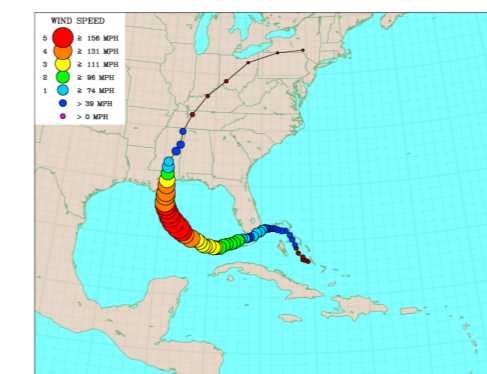 WIND SPEED
5 ≥ 156 MPH
4 ≥ 131 MPH
3 ≥ 111 MPH
2 ≥ 96 MPH
1 ≥ 74 MPH
> 39 MPH
> 0 MPH